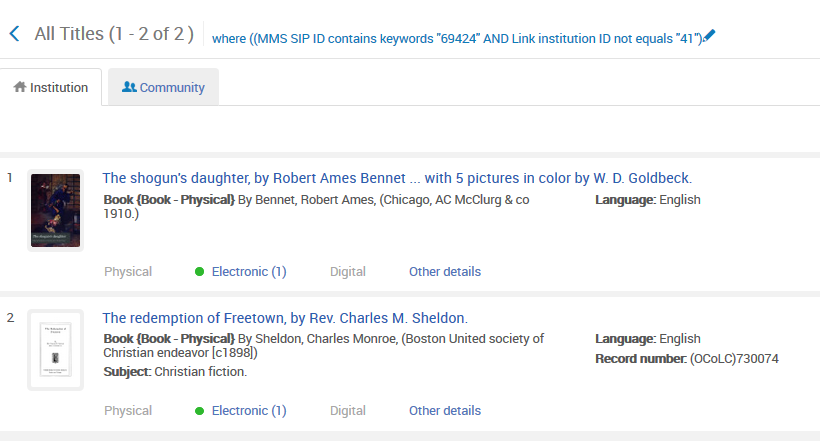 All Titles (1 - 2 of 2 )
where ((MMS SIP ID contains keywords "69424" AND Link institution ID not equals "41")
Institution
Community
1
The shogun's daughter, by Robert Ames Bennet ... with 5 pictures in color by W. D. Goldbeck.
Book {Book - Physical} By Bennet, Robert Ames, (Chicago, AC McClurg & co
1910.)
Language: English
Physical
Electronic (1)
Digital
Other details
2
The redemption of Freetown, by Rev. Charles M. Sheldon.
Book {Book - Physical} By Sheldon, Charles Monroe, (Boston United society of
Christian endeavor [c1898])
Subject: Christian fiction.
Language: English
Record number: (OCoLC)730074
Physical
Electronic (1)
Digital
Other details